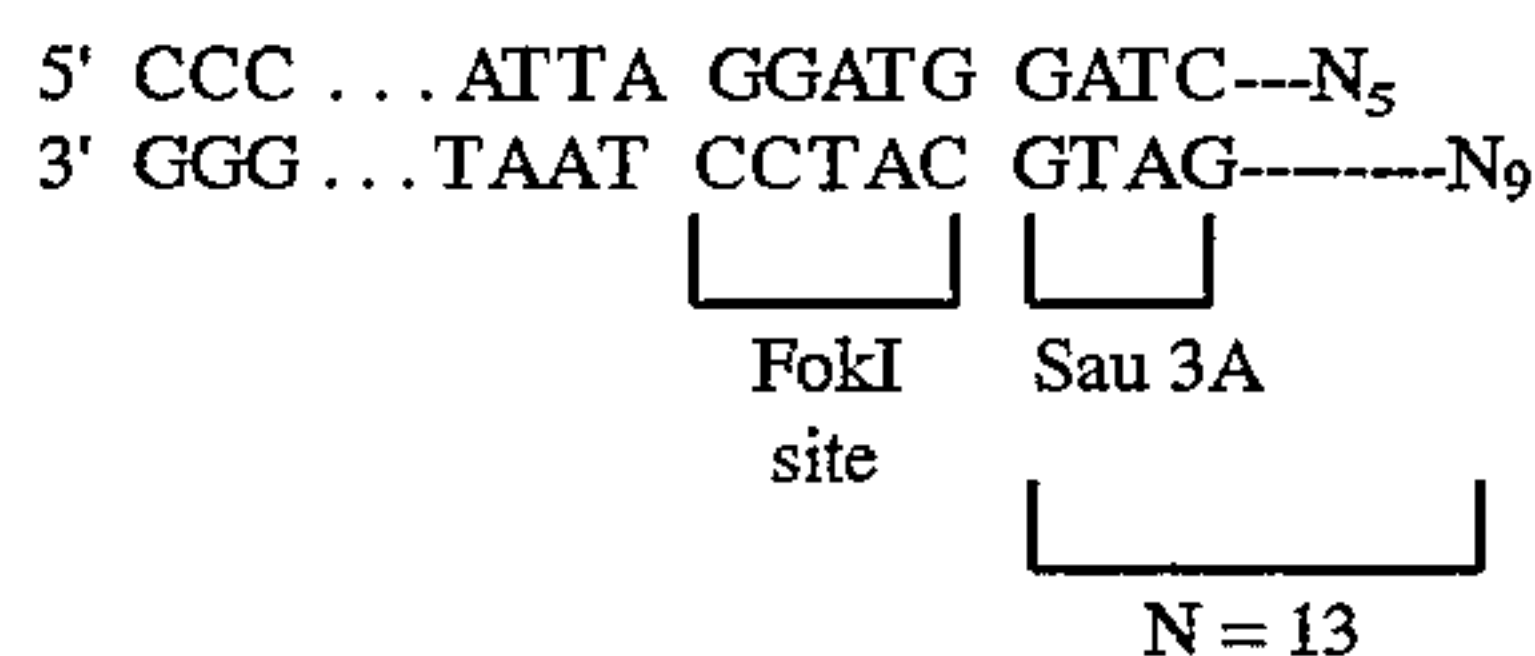 5' CCC . . . ATTA GGATG GATC---N5
3' GGG . . . TAAT CCTAC GTAG---------N9
FokI Sau 3A
site
N = 13